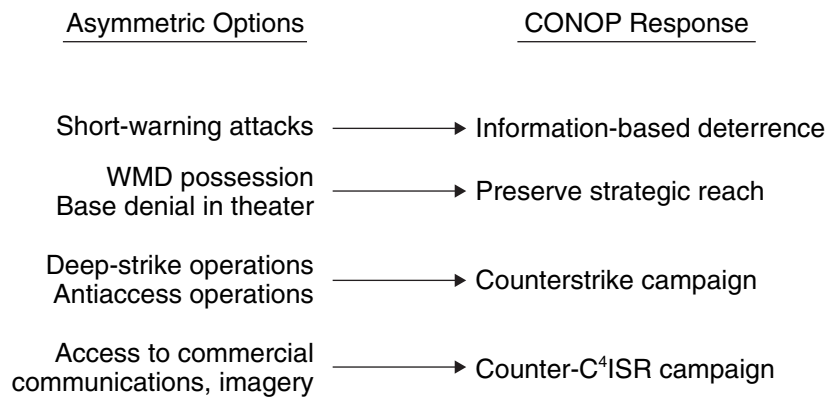 Asymmetric Options
CONOP Response
Short-warning attacks
Information-based deterrence
WMD possession
Base denial in theater
Preserve strategic reach
Deep-strike operations
Antiaccess operations
Counterstrike campaign
Access to commercial
communications, imagery
Counter-C⁴ISR campaign